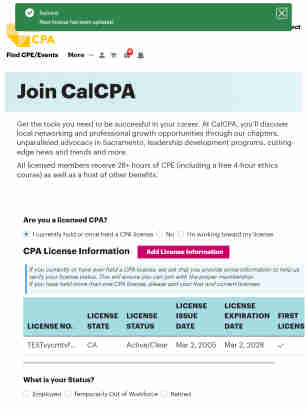 Success
Your license has been updated!
CPA
Find CPE/Events More
Join CalCPA
Get the tools you need to be successful in your career. At CalCPA, you'll discover
local networking and professional growth opportunities through our chapters,
unparalleled advocacy in Sacramento, leadership development programs, cutting-
edge news and trends and more.
All licensed members receive 28+ hours of CPE (including a free 4-hour ethics
course) as well as a host of other benefits.
Are you a licensed CPA?
I currently hold or once held a CPA license No I'm working toward my license
CPA License Information Add License Information
If you currently or have ever held a CPA license, we ask that you provide some information to help us
verify your license status. This will ensure you can join with the proper membership.
If you have held more than one CPA license, please add your first and current licenses
LICENSE NO. LICENSE STATE LICENSE STATUS LICENSE ISSUE DATE LICENSE EXPIRATION DATE FIRST LICENS
TESTvycmtsf... CA Active/Clear Mar 2, 2005 Mar 2, 2028
What is your Status?
Employed Temporarily Out of Workforce Retired